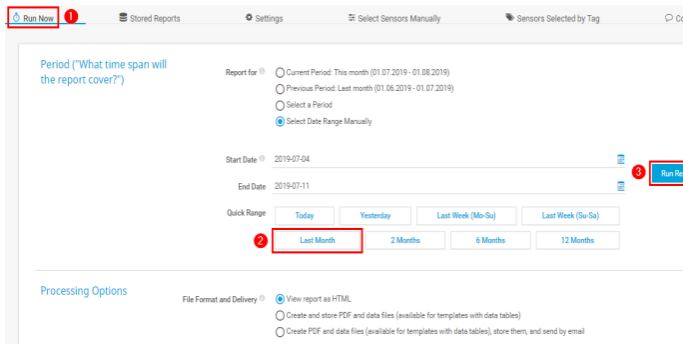 Run Now
1
Stored Reports
Settings
Select Sensors Manually
Sensors Selected by Tag
Co
Period ("What time span will
the report cover?")
Report for
Current Period: This month (01.07.2019 - 01.08.2019)
Previous Period: Last month (01.06.2019 - 01.07.2019)
Select a Period
Select Date Range Manually
Start Date
2019-07-04
3
Run Re
End Date
2019-07-11
Quick Range
Today
Yesterday
Last Week (Mo-Su)
Last Week (Su-Sa)
2
Last Month
2 Months
6 Months
12 Months
Processing Options
File Format and Delivery
View report as HTML
Create and store PDF and data files (available for templates with data tables)
Create PDF and data files (available for templates with data tables), store them, and send by email